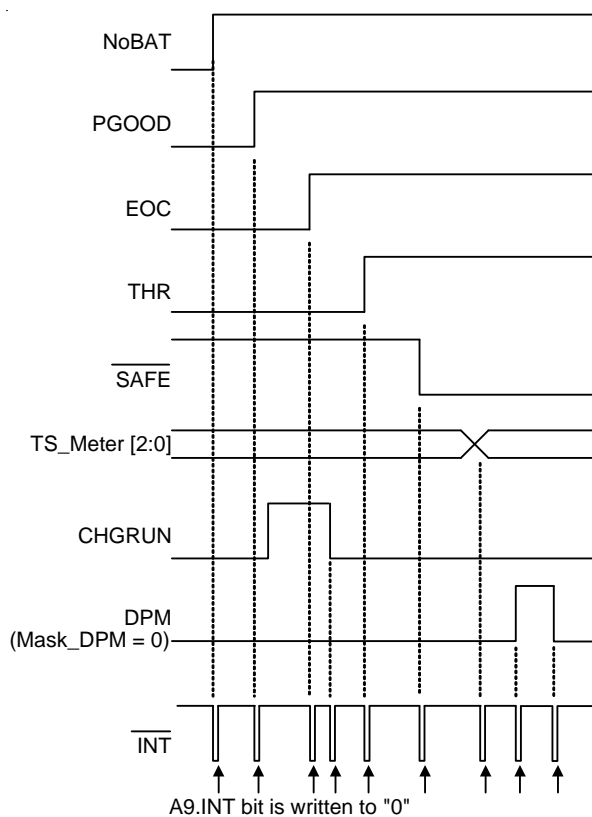 NoBAT
PGOOD
EOC
THR
SAFE
TS_Meter [2:0]
CHGRUN
DPM
(Mask_DPM = 0)
INT
A9.INT bit is written to "0"